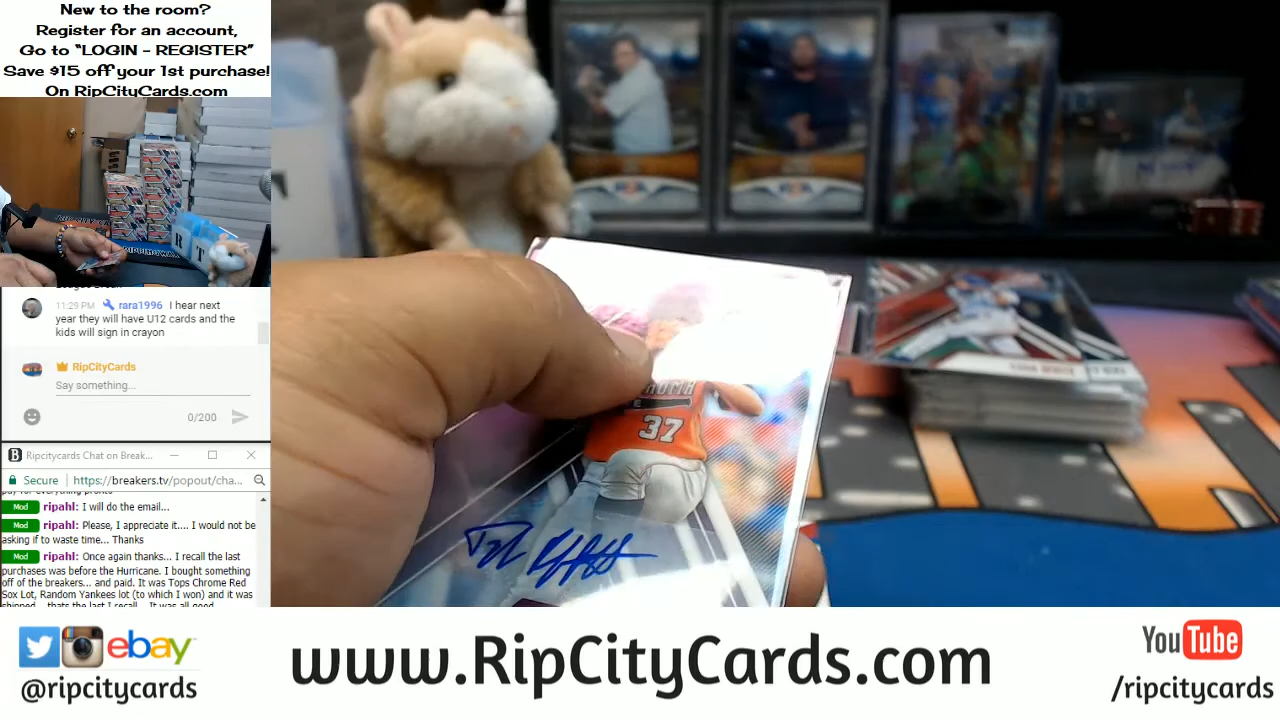 New to the room?
Register for an account,
Go to “LOGIN - REGISTER”
Save $15 off your 1st purchase!
On RipCityCards.com
R T
11:29 PM rara1996 I hear next
year they will have U12 cards and the
kids will sign in crayon
RipCityCards
Say something...
0/200
B Ripcitycards Chat on Break...
Secure https://breakers.tv/popout/cha...
Mod ripahl: I will do the email...
Mod ripahl: Please, I appreciate it.... I would not be
asking if to waste time... Thanks
Mod ripahl: Once again thanks... I recall the last
purchases was before the Hurricane. I bought something
off of the breakers... and paid. It was Tops Chrome Red
Sox Lot, Random Yankees lot (to which I won) and it was
37
ebay
@ripcitycards
www.RipCityCards.com
YouTube
/ripcitycards